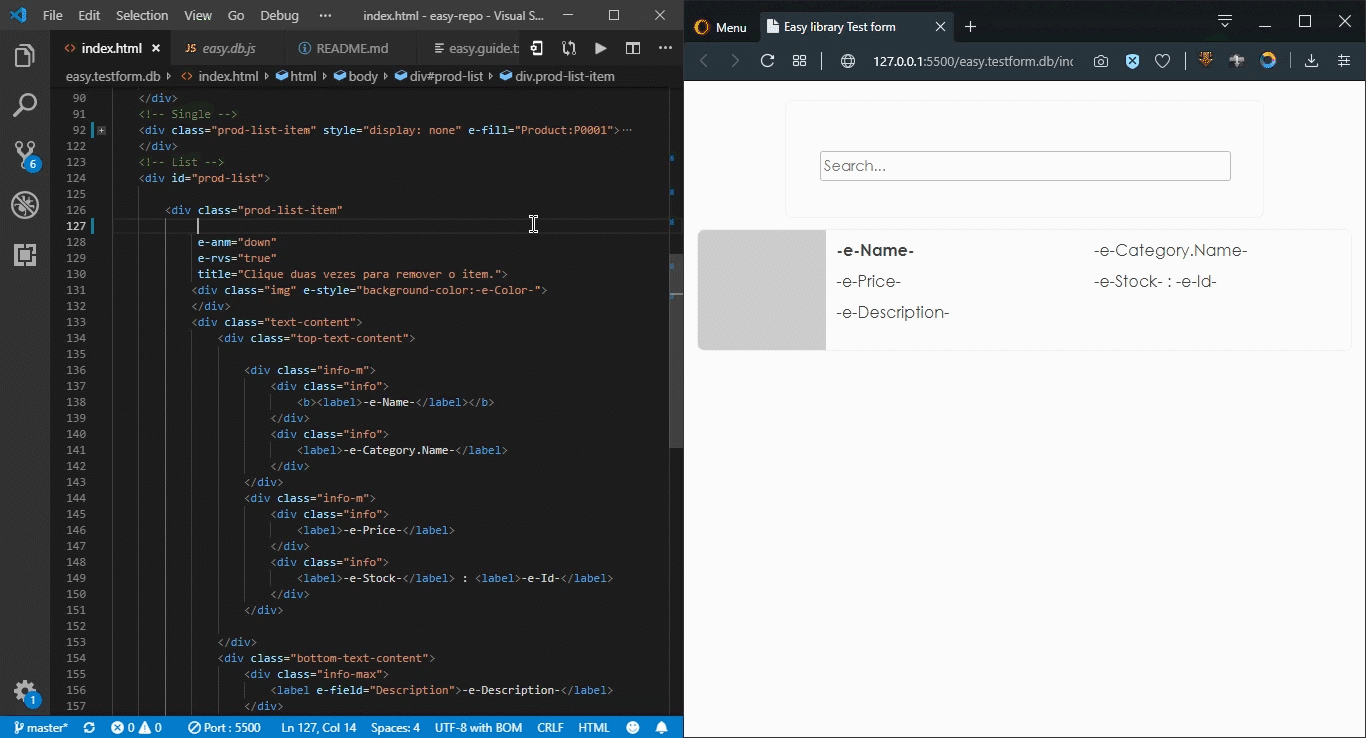 File Edit Selection View Go Debug ··· index.html - easy-repo - Visual S...
index.html JS easy.db.js README.md easy.guide.t
easy.testform.db index.html html body div#prod-list div.prod-list-item
90 </div>
91 <!-- Single -->
92 <div class="prod-list-item" style="display: none" e-fill="Product:P0001">···
122 </div>
123 <!-- List -->
124 <div id="prod-list">
125
126 <div class="prod-list-item"
127
128 e-anm="down"
129 e-rvs="true"
130 title="Clique duas vezes para remover o item.">
131 <div class="img" e-style="background-color:-e-Color-">
132 </div>
133 <div class="text-content">
134 <div class="top-text-content">
135
136 <div class="info-m">
137 <div class="info">
138 <b><label>-e-Name-</label></b>
139 </div>
140 <div class="info">
141 <label>-e-Category.Name-</label>
142 </div>
143 </div>
144 <div class="info-m">
145 <div class="info">
146 <label>-e-Price-</label>
147 </div>
148 <div class="info">
149 <label>-e-Stock-</label> : <label>-e-Id-</label>
150 </div>
151 </div>
152
153 </div>
154 <div class="bottom-text-content">
155 <div class="info-max">
156 <label e-field="Description">-e-Description-</label>
157 </div>
6
1
master* 0 0 Port : 5500 Ln 127, Col 14 Spaces: 4 UTF-8 with BOM CRLF HTML
Menu Easy library Test form
127.0.0.1:5500/easy.testform.db/inc
Search...
-e-Name- -e-Category.Name-
-e-Price- -e-Stock- : -e-Id-
-e-Description-